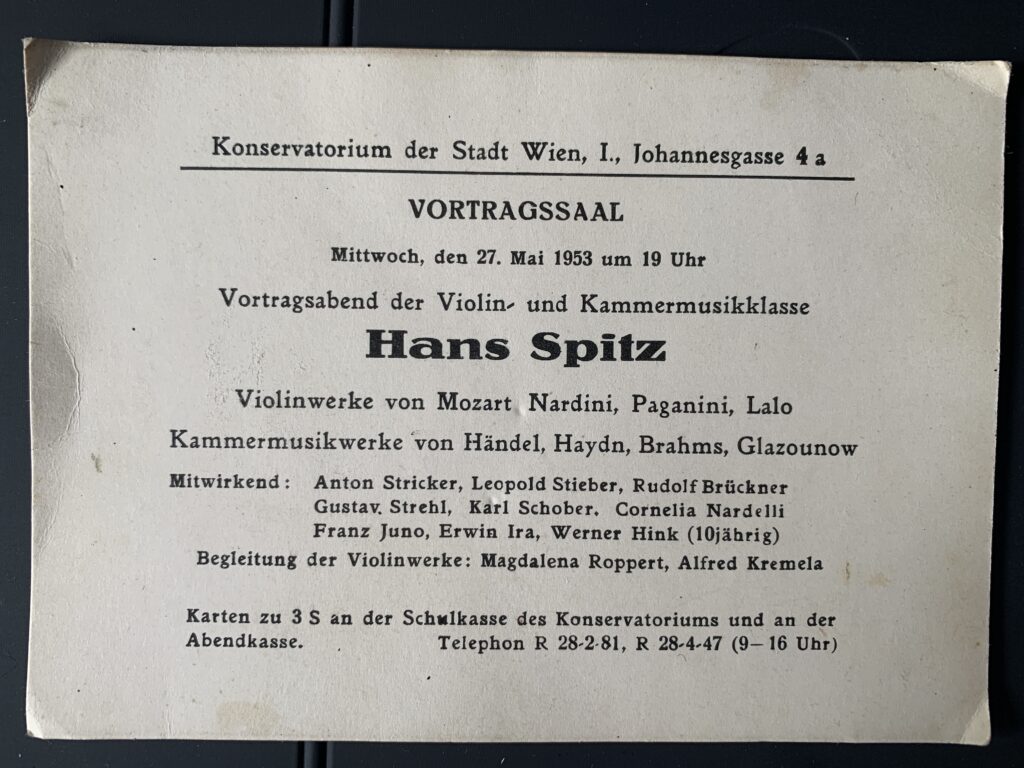 Konservatorium der Stadt Wien, I., Johannesgasse 4 a
VORTRAGSSAAL
Mittwoch, den 27. Mai 1953 um 19 Uhr
Vortragsabend der Violin- und Kammermusikklasse
Hans Spitz
Violinwerke von Mozart Nardini, Paganini, Lalo
Kammermusikwerke von Händel, Haydn, Brahms, Glazounow
Mitwirkend: Anton Stricker, Leopold Stieber, Rudolf Brückner
Gustav. Strehl, Karl Schober. Cornelia Nardelli
Franz Juno, Erwin Ira, Werner Hink (10jährig)
Begleitung der Violinwerke: Magdalena Roppert, Alfred Kremela
Karten zu 3 S an der Schulkasse des Konservatoriums und an der
Abendkasse. Telephon R 28-2-81, R 28-4-47 (9–16 Uhr)